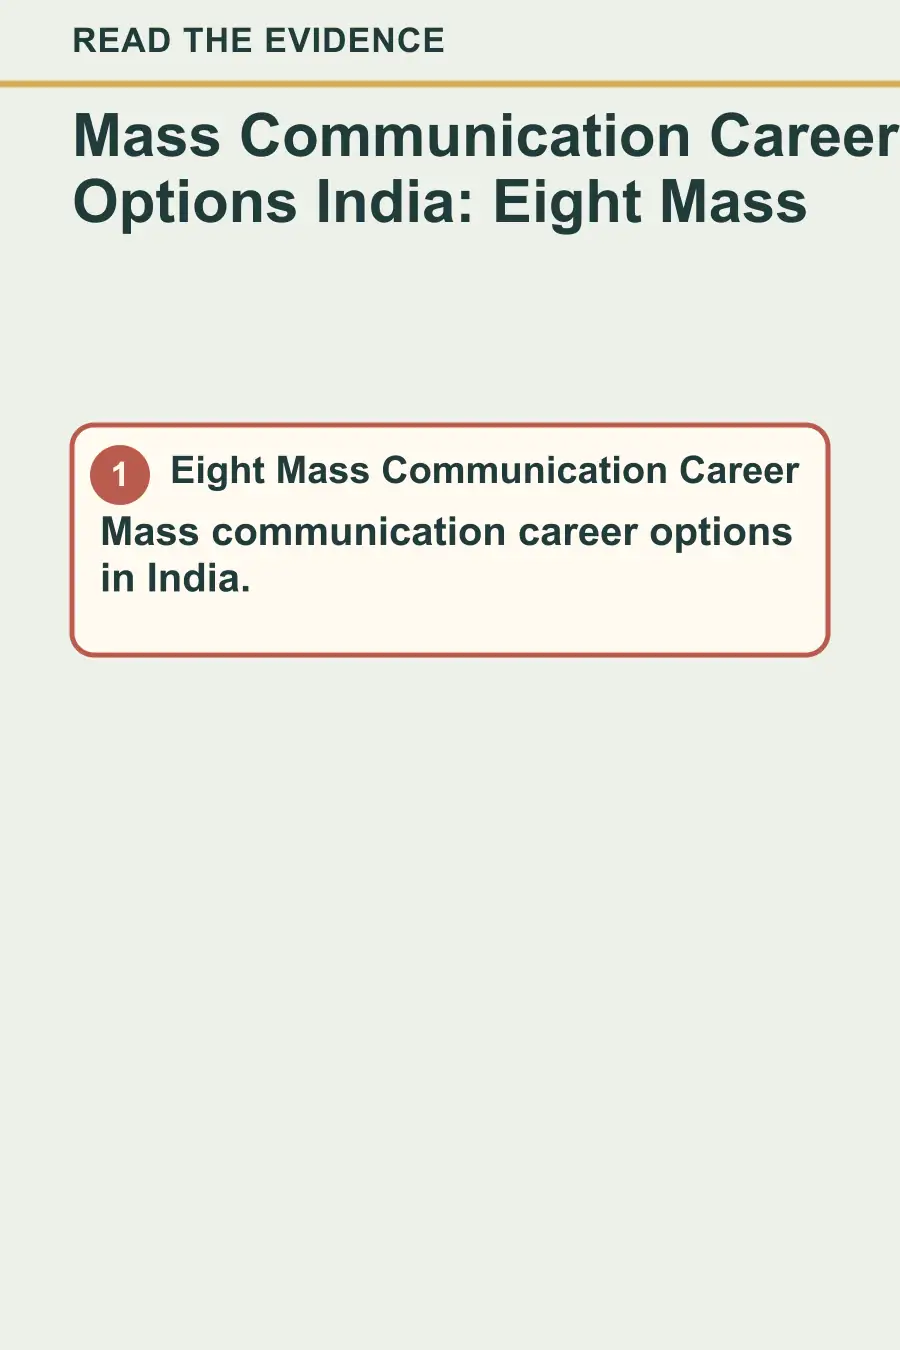 READ THE EVIDENCE
Mass Communication Career
Options India: Eight Mass
1 Eight Mass Communication Career
Mass communication career options
in India.